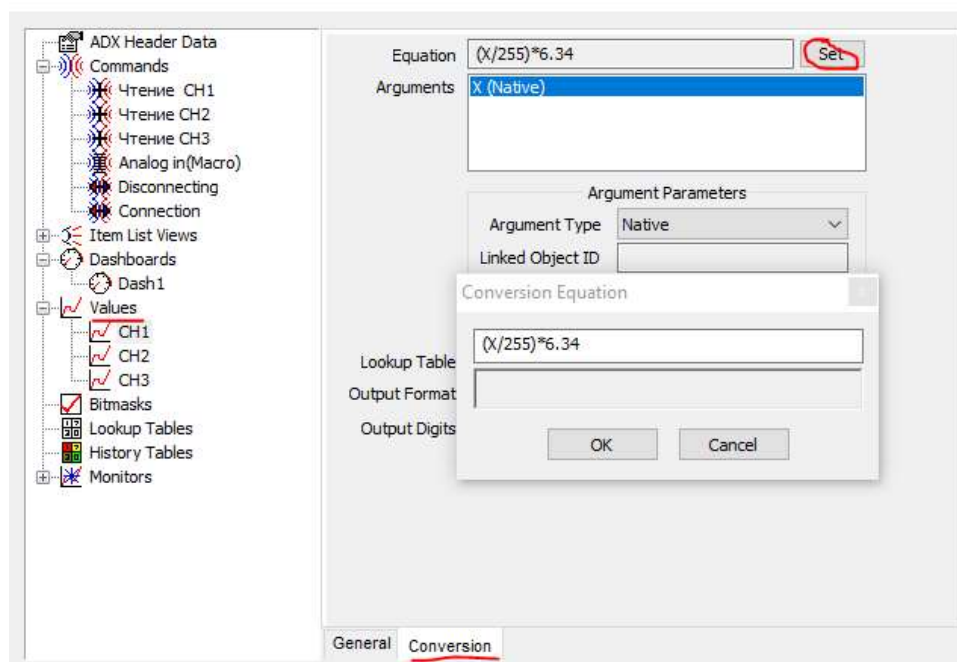 ADX Header Data
Commands
Чтение CH1
Чтение CH2
Чтение CH3
Analog in(Macro)
Disconnecting
Connection
Item List Views
Dashboards
Dash1
Values
CH1
CH2
CH3
Bitmasks
Lookup Tables
History Tables
Monitors
Equation (X/255)*6.34 Set
Arguments X (Native)
Argument Parameters
Argument Type Native
Linked Object ID
Conversion Equation
(X/255)*6.34
OK Cancel
Lookup Table
Output Format
Output Digits
General Conversion